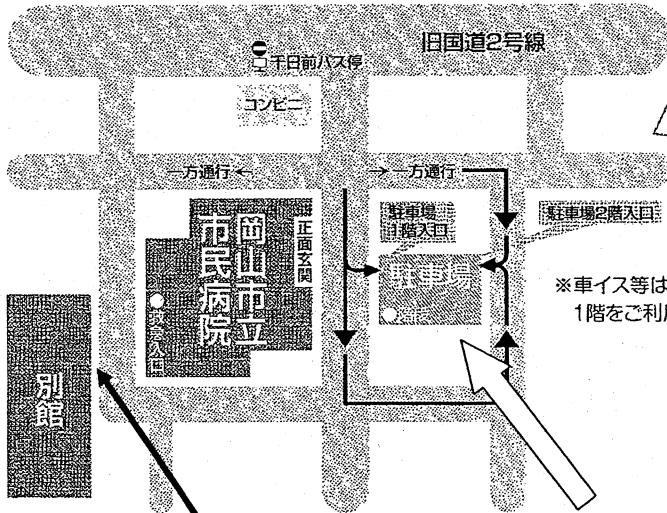 旧国道2号線
千日前バス停
コンビニ
一方通行←
→一方通行
岡山市立
市民病院
正面玄関
駐車場
1階入口
駐車場2階入口
駐車場
※車イス等は
1階をご利
別館